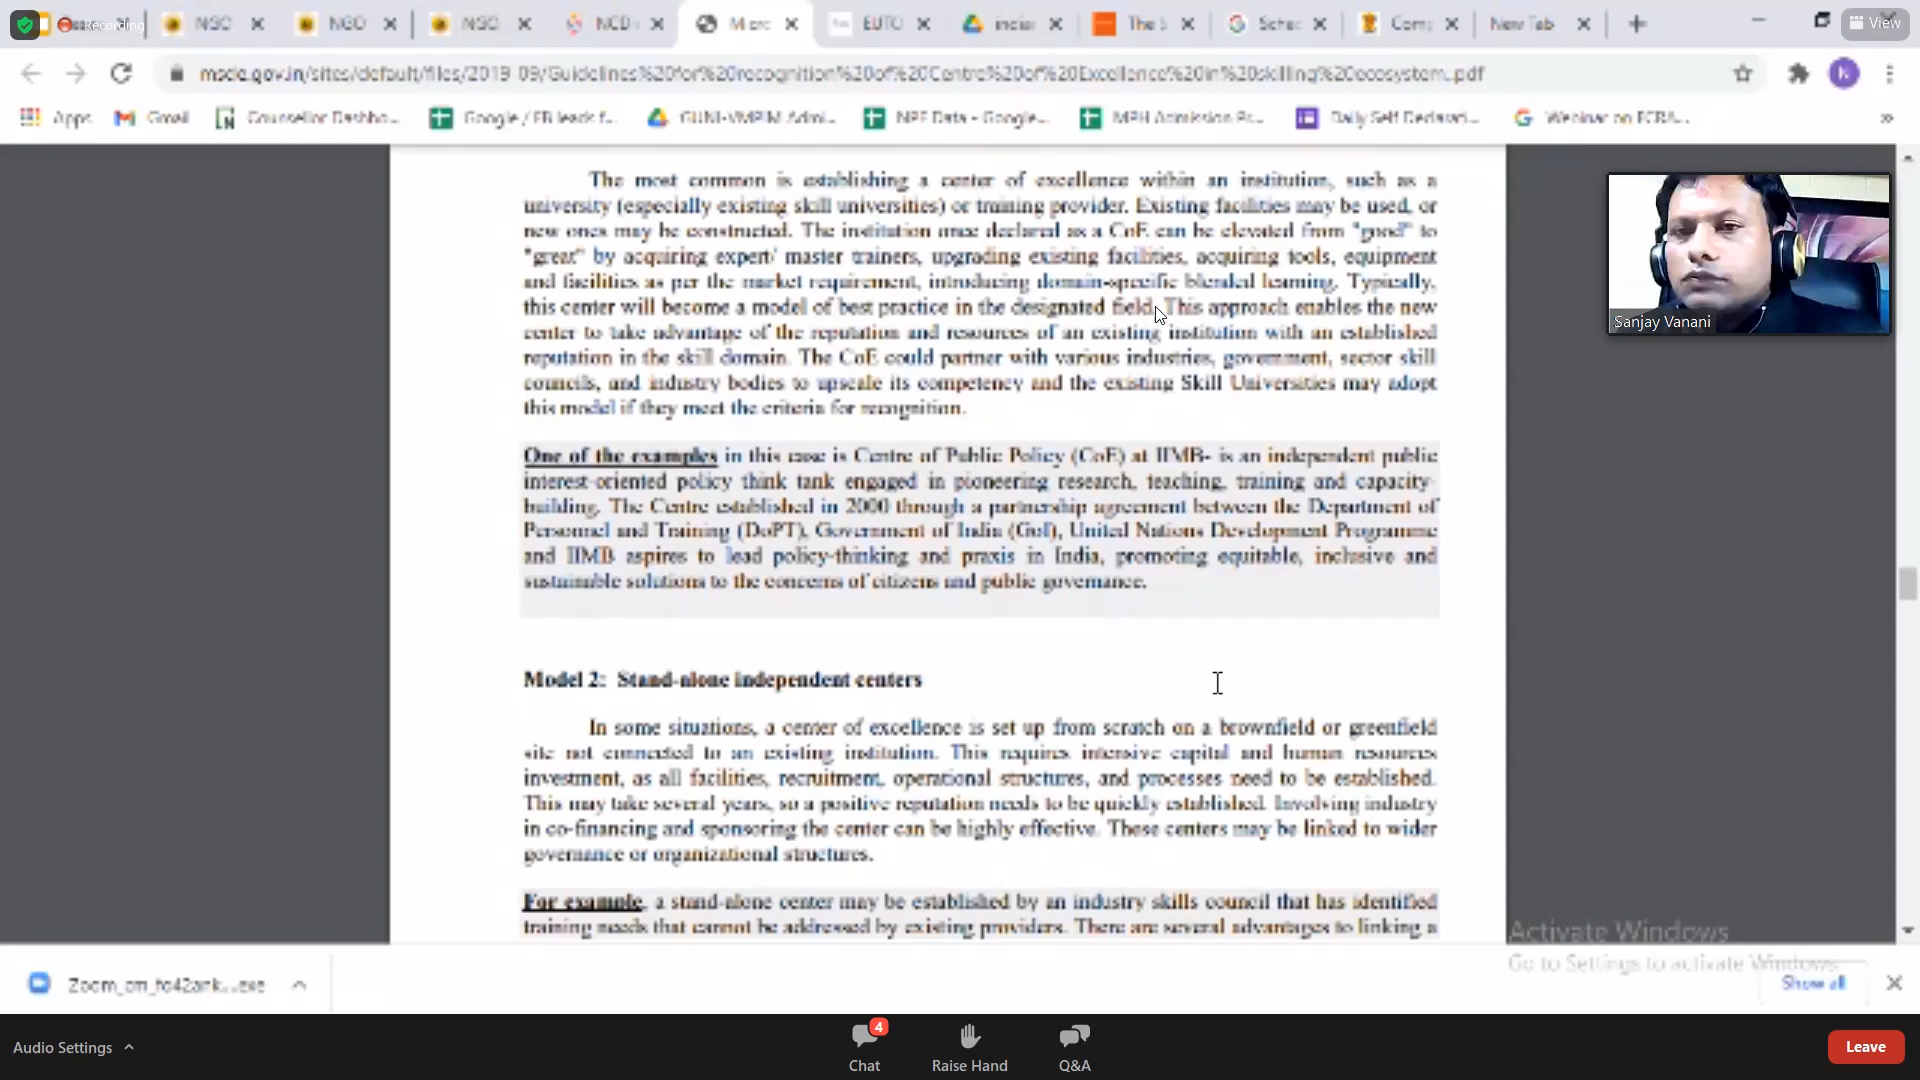 Recording
NGO
NGO
NGO
NCD
Micro
EUTO
indian
The S
Sched
Comp
New Tab
View
msde.gov.in/sites/default/files/2019-09/Guidelines%20for%20recognition%20of%20Centre%20of%20Excellence%20in%20skilling%20ecosystem..pdf
Apps
Gmail
Counsellor Dashbo...
Google / FB leads f...
GUNI-VMPIM Admi...
NPF Data - Google...
MPH Admission Pr...
Daily Self Declarati...
Webinar on FCRA...
The most common is establishing a center of excellence within an institution, such as a
university (especially existing skill universities) or training provider. Existing facilities may be used, or
new ones may be constructed. The institution once declared as a CoE can be elevated from "good" to
"great" by acquiring expert/ master trainers, upgrading existing facilities, acquiring tools, equipment
and facilities as per the market requirement, introducing domain-specific blended learning. Typically,
this center will become a model of best practice in the designated field. This approach enables the new
center to take advantage of the reputation and resources of an existing institution with an established
reputation in the skill domain. The CoE could partner with various industries, government, sector skill
councils, and industry bodies to upscale its competency and the existing Skill Universities may adopt
this model if they meet the criteria for recognition.
One of the examples in this case is Centre of Public Policy (CoE) at IIMB- is an independent public
interest-oriented policy think tank engaged in pioneering research, teaching, training and capacity-
building. The Centre established in 2000 through a partnership agreement between the Department of
Personnel and Training (DoPT), Government of India (GoI), United Nations Development Programme
and IIMB aspires to lead policy-thinking and praxis in India, promoting equitable, inclusive and
sustainable solutions to the concerns of citizens and public governance.
Model 2: Stand-alone independent centers
In some situations, a center of excellence is set up from scratch on a brownfield or greenfield
site not connected to an existing institution. This requires intensive capital and human resources
investment, as all facilities, recruitment, operational structures, and processes need to be established.
This may take several years, so a positive reputation needs to be quickly established. Involving industry
in co-financing and sponsoring the center can be highly effective. These centers may be linked to wider
governance or organizational structures.
For example, a stand-alone center may be established by an industry skills council that has identified
training needs that cannot be addressed by existing providers. There are several advantages to linking a
Sanjay Vanani
Activate Windows
Go to Settings to activate Windows.
Zoom_cm_fo42ank...exe
Show all
Audio Settings
4
Chat
Raise Hand
Q&A
Leave